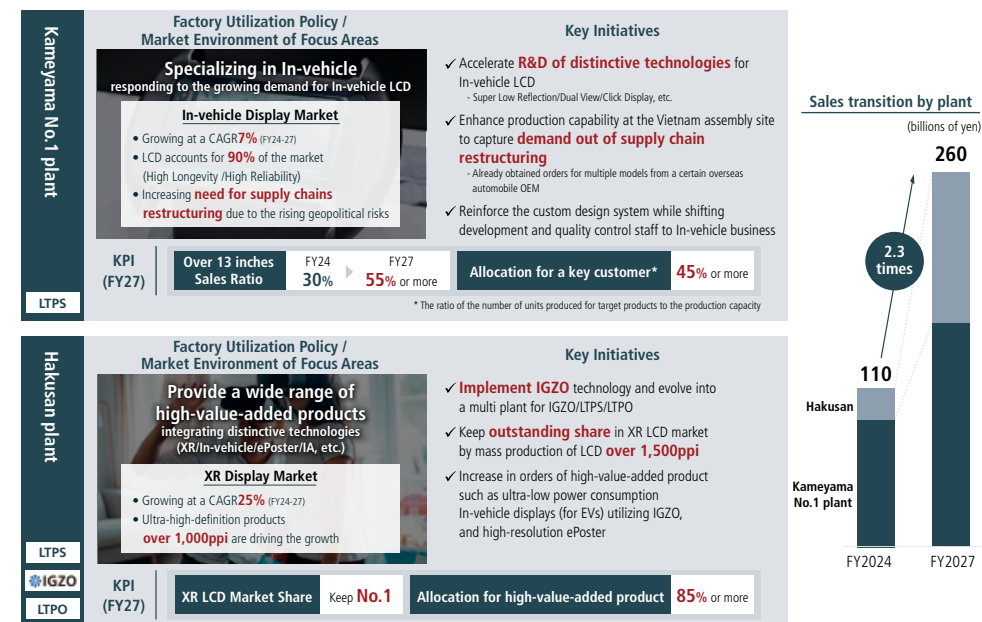 Kameyama No.1 plant
LTPS
Factory Utilization Policy /
Market Environment of Focus Areas
Specializing in In-vehicle
responding to the growing demand for In-vehicle LCD
In-vehicle Display Market
• Growing at a CAGR7% (FY24-27)
• LCD accounts for 90% of the market
(High Longevity /High Reliability)
• Increasing need for supply chains
restructuring due to the rising geopolitical risks
Key Initiatives
✓ Accelerate R&D of distinctive technologies for
In-vehicle LCD
- Super Low Reflection/Dual View/Click Display, etc.
✓ Enhance production capability at the Vietnam assembly site
to capture demand out of supply chain
restructuring
- Already obtained orders for multiple models from a certain overseas
automobile OEM
✓ Reinforce the custom design system while shifting
development and quality control staff to In-vehicle business
KPI
(FY27)
Over 13 inches
Sales Ratio
FY24
30%
FY27
55% or more
Allocation for a key customer*
45% or more
* The ratio of the number of units produced for target products to the production capacity
Hakusan plant
LTPS
IGZO
LTPO
Factory Utilization Policy /
Market Environment of Focus Areas
Provide a wide range of
high-value-added products
integrating distinctive technologies
(XR/In-vehicle/ePoster/IA, etc.)
XR Display Market
• Growing at a CAGR25% (FY24-27)
• Ultra-high-definition products
over 1,000ppi are driving the growth
Key Initiatives
✓ Implement IGZO technology and evolve into
a multi plant for IGZO/LTPS/LTPO
✓ Keep outstanding share in XR LCD market
by mass production of LCD over 1,500ppi
✓ Increase in orders of high-value-added product
such as ultra-low power consumption
In-vehicle displays (for EVs) utilizing IGZO,
and high-resolution ePoster
KPI
(FY27)
XR LCD Market Share
Keep No.1
Allocation for high-value-added product
85% or more
Sales transition by plant
(billions of yen)
260
2.3
times
110
Hakusan
Kameyama
No.1 plant
FY2024
FY2027